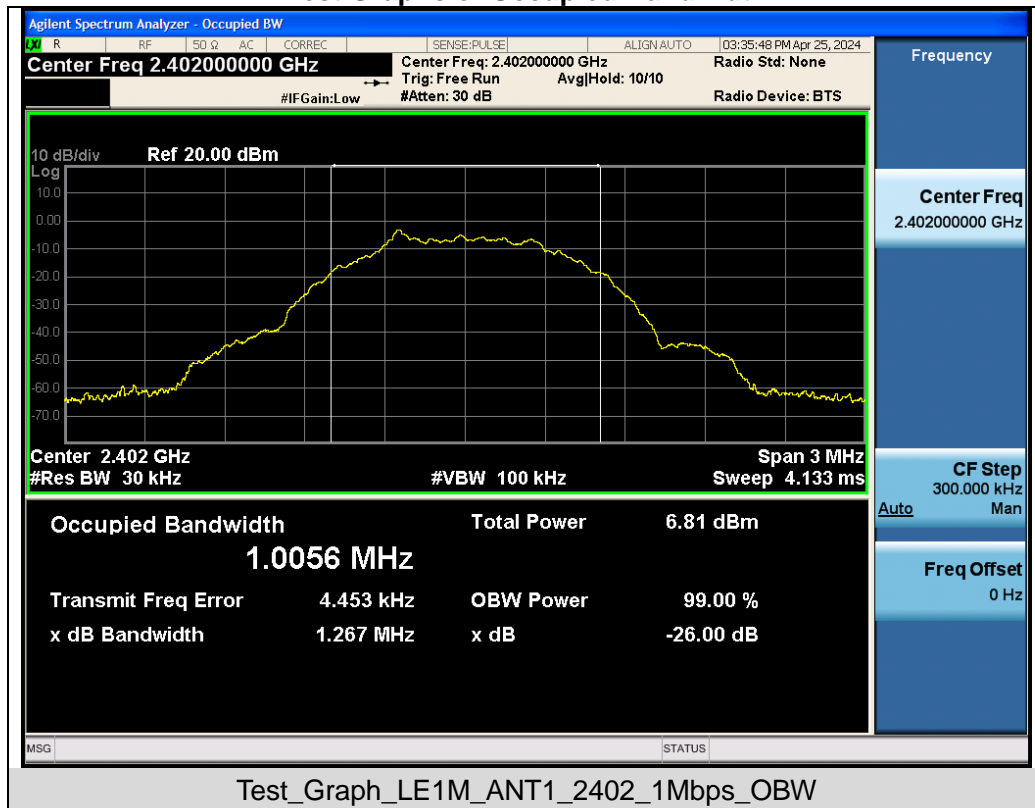 Agilent Spectrum Analyzer - Occupied BW
LXI R RF 50 Ω AC CORREC SENSE:PULSE ALIGN AUTO 03:35:48 PM Apr 25, 2024
Center Freq 2.402000000 GHz
Center Freq: 2.402000000 GHz
Radio Std: None
Trig: Free Run Avg|Hold: 10/10
#IFGain:Low
#Atten: 30 dB
Radio Device: BTS
Frequency
10 dB/div Ref 20.00 dBm
Log
10.0
0.00
-10.0
-20.0
-30.0
-40.0
-50.0
-60.0
-70.0
Center 2.402 GHz Span 3 MHz
#Res BW 30 kHz #VBW 100 kHz Sweep 4.133 ms
Occupied Bandwidth Total Power 6.81 dBm
1.0056 MHz
Transmit Freq Error 4.453 kHz OBW Power 99.00 %
x dB Bandwidth 1.267 MHz x dB -26.00 dB
Center Freq
2.402000000 GHz
CF Step
300.000 kHz
Auto Man
Freq Offset
0 Hz
MSG STATUS
Test_Graph_LE1M_ANT1_2402_1Mbps_OBW